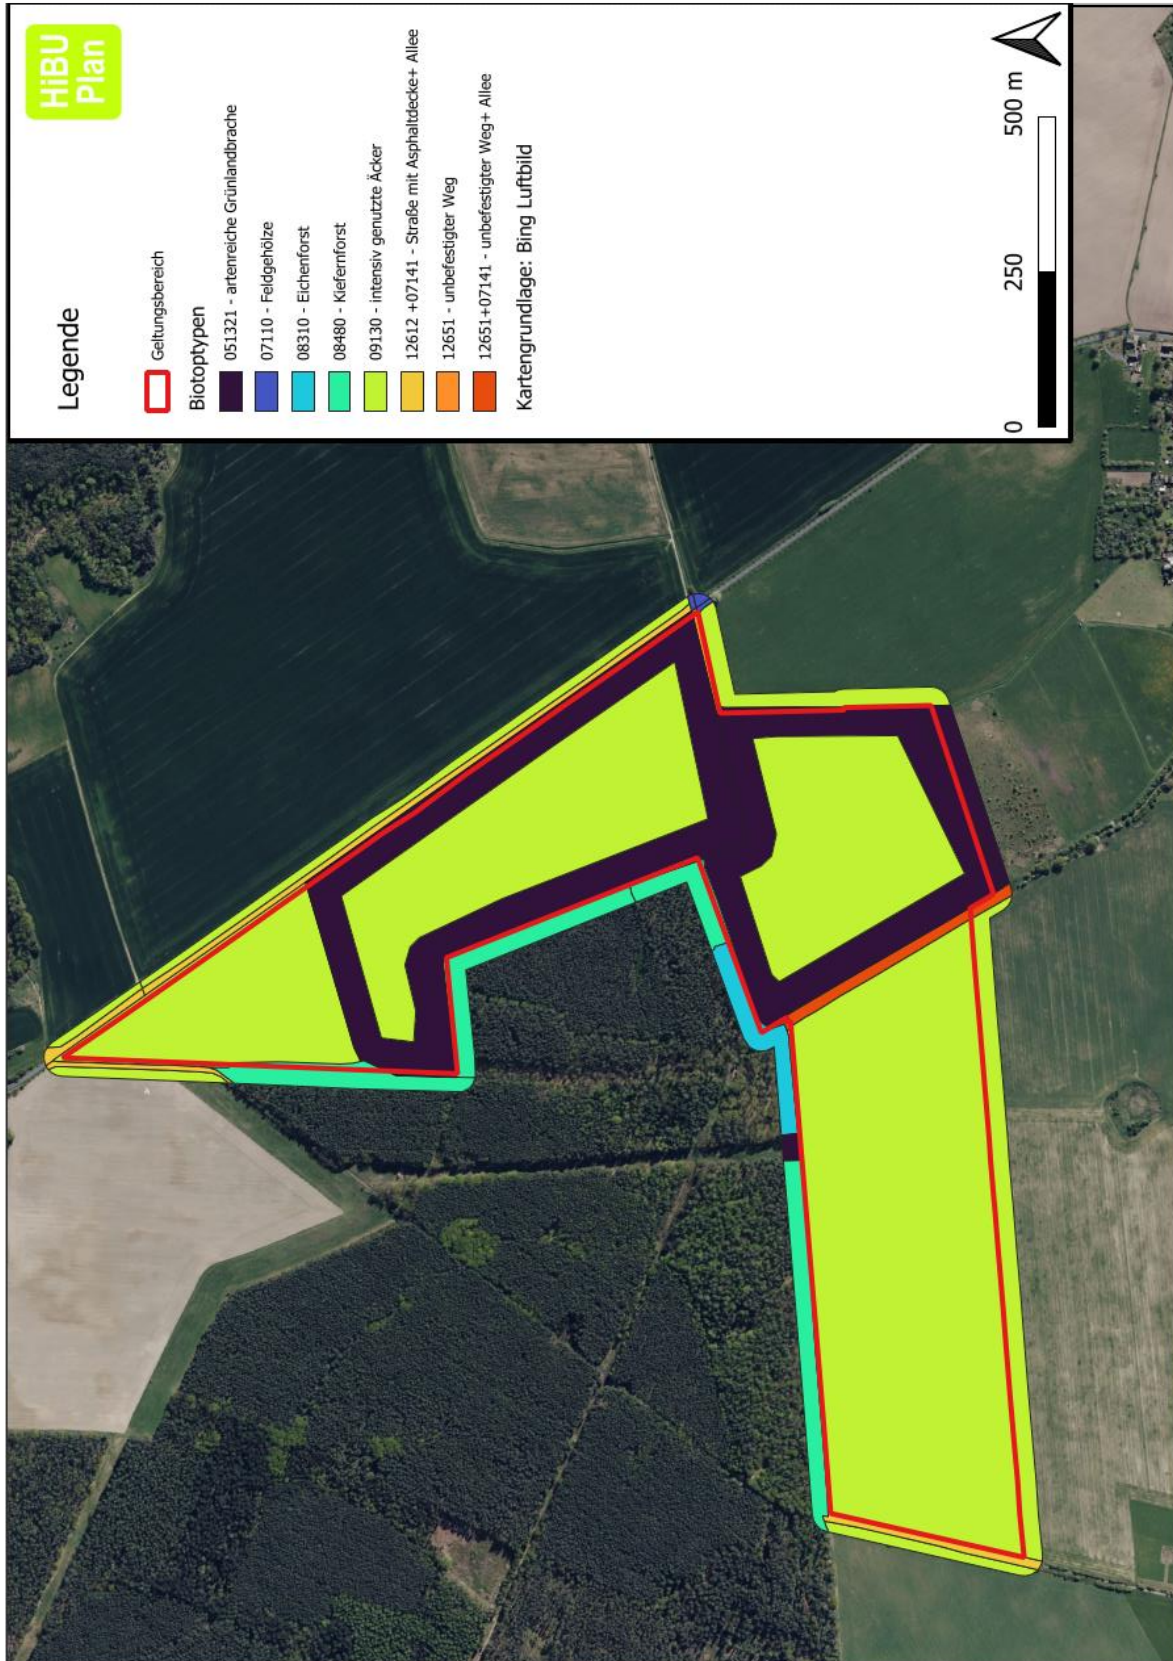 HiBU
Plan
Legende
Geltungsbereich
Biotoptypen
051321 - artenreiche Grünlandbrache
07110 - Feldgehölze
08310 - Eichenforst
08480 - Kiefernforst
09130 - intensiv genutzte Äcker
12612 +07141 - Straße mit Asphaltdecke+ Allee
12651 - unbefestigter Weg
12651+07141 - unbefestigter Weg+ Allee
Kartengrundlage: Bing Luftbild
0 250 500 m